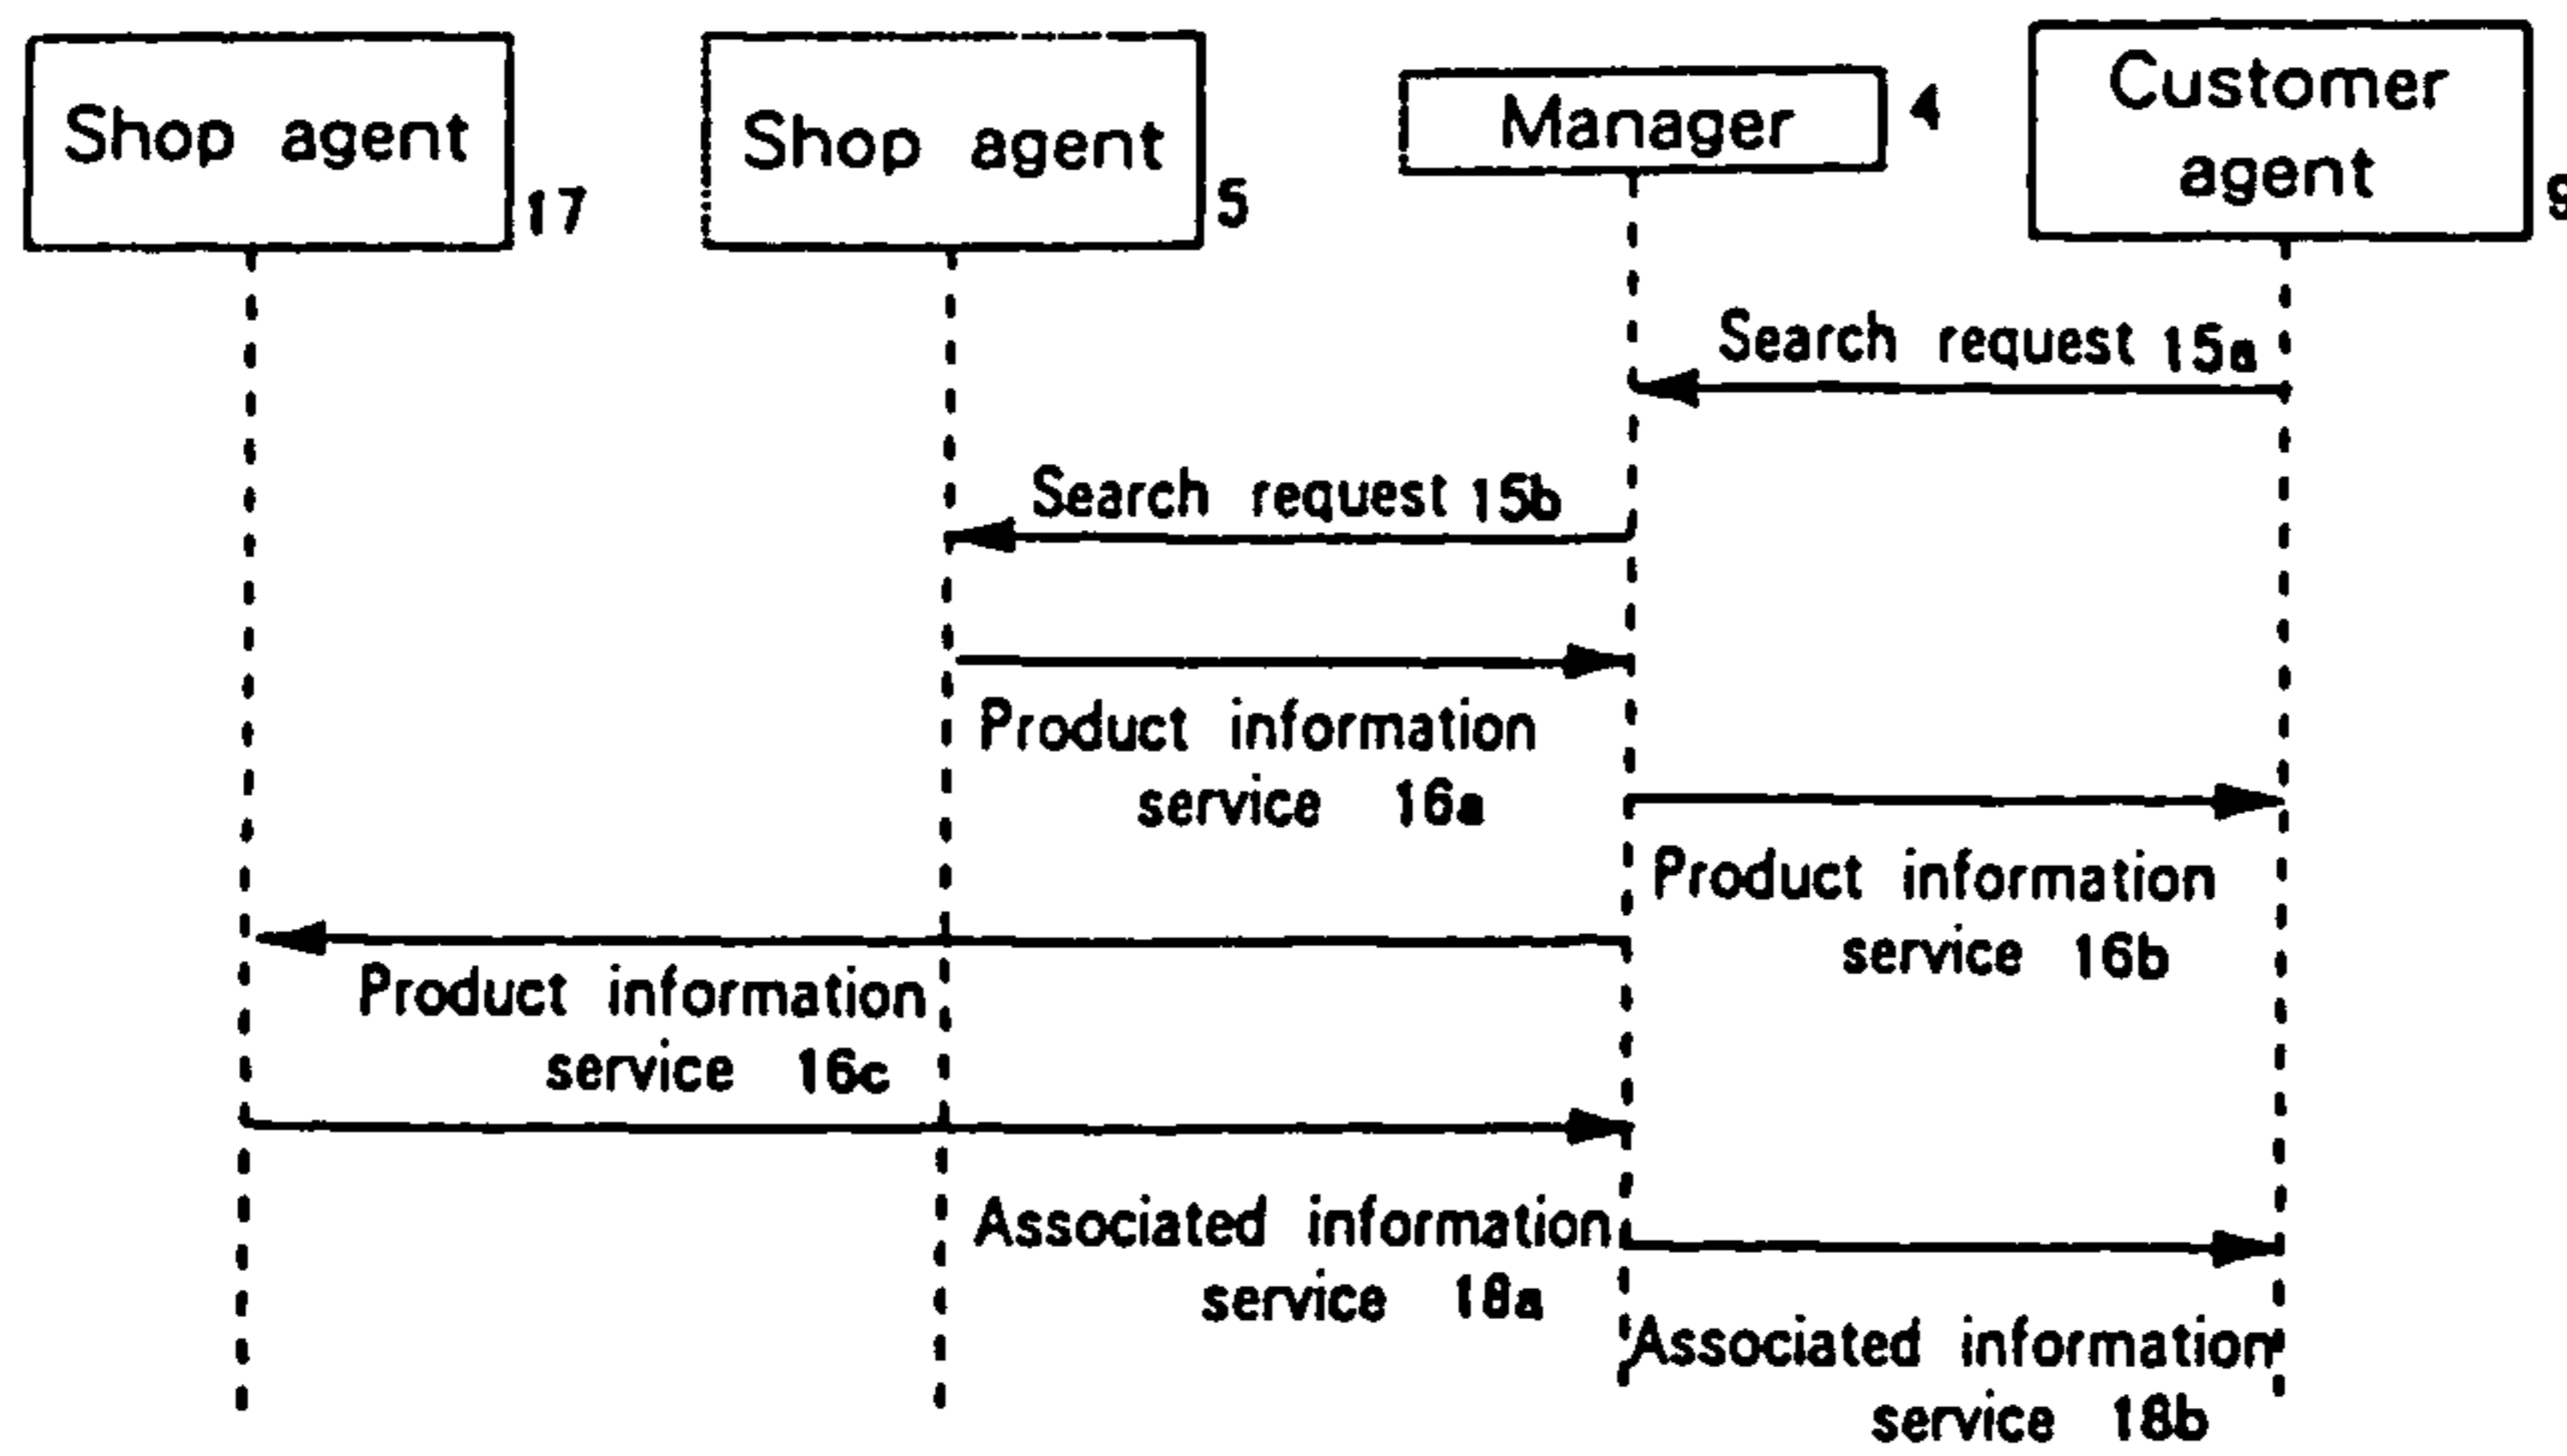 Shop agent
17
Shop agent
5
Manager
4
Customer
agent
9
Search request 15a
Search request 15b
Product information
service 16a
Product information
service 16b
Product information
service 16c
Associated information
service 18a
Associated information
service 18b